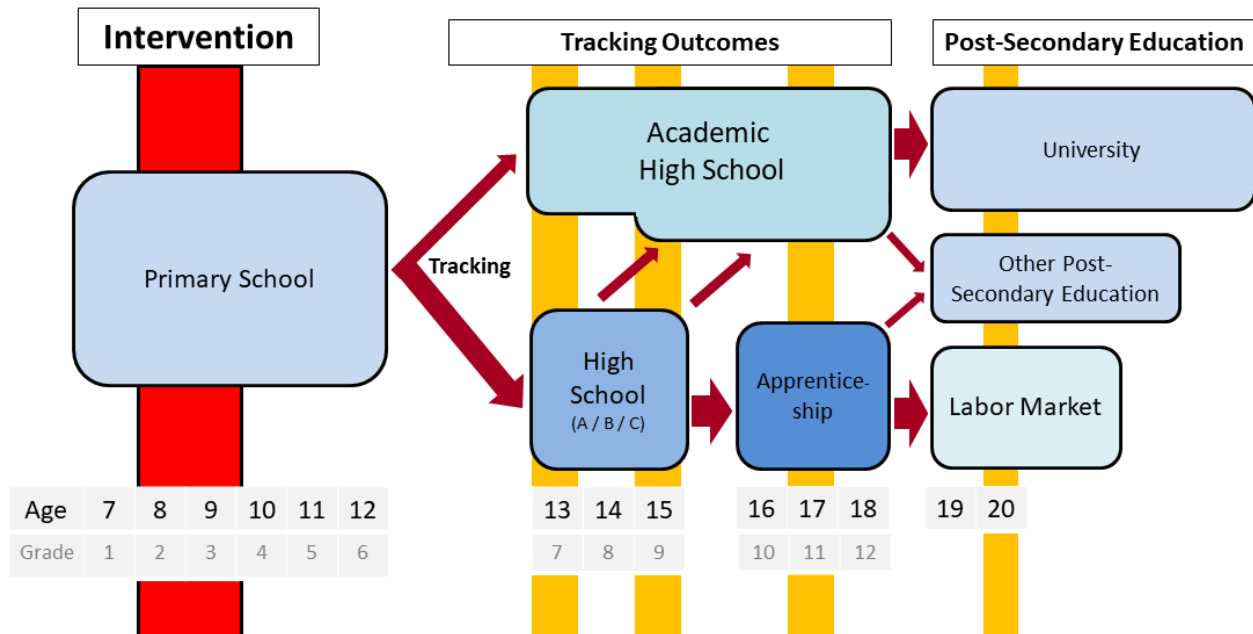 Intervention
Tracking Outcomes
Post-Secondary Education
Primary School
Tracking
Academic
High School
High
School
(A / B / C)
Apprentice-
ship
University
Other Post-
Secondary Education
Labor Market
Age 7 8 9 10 11 12 13 14 15 16 17 18 19 20
Grade 1 2 3 4 5 6 7 8 9 10 11 12